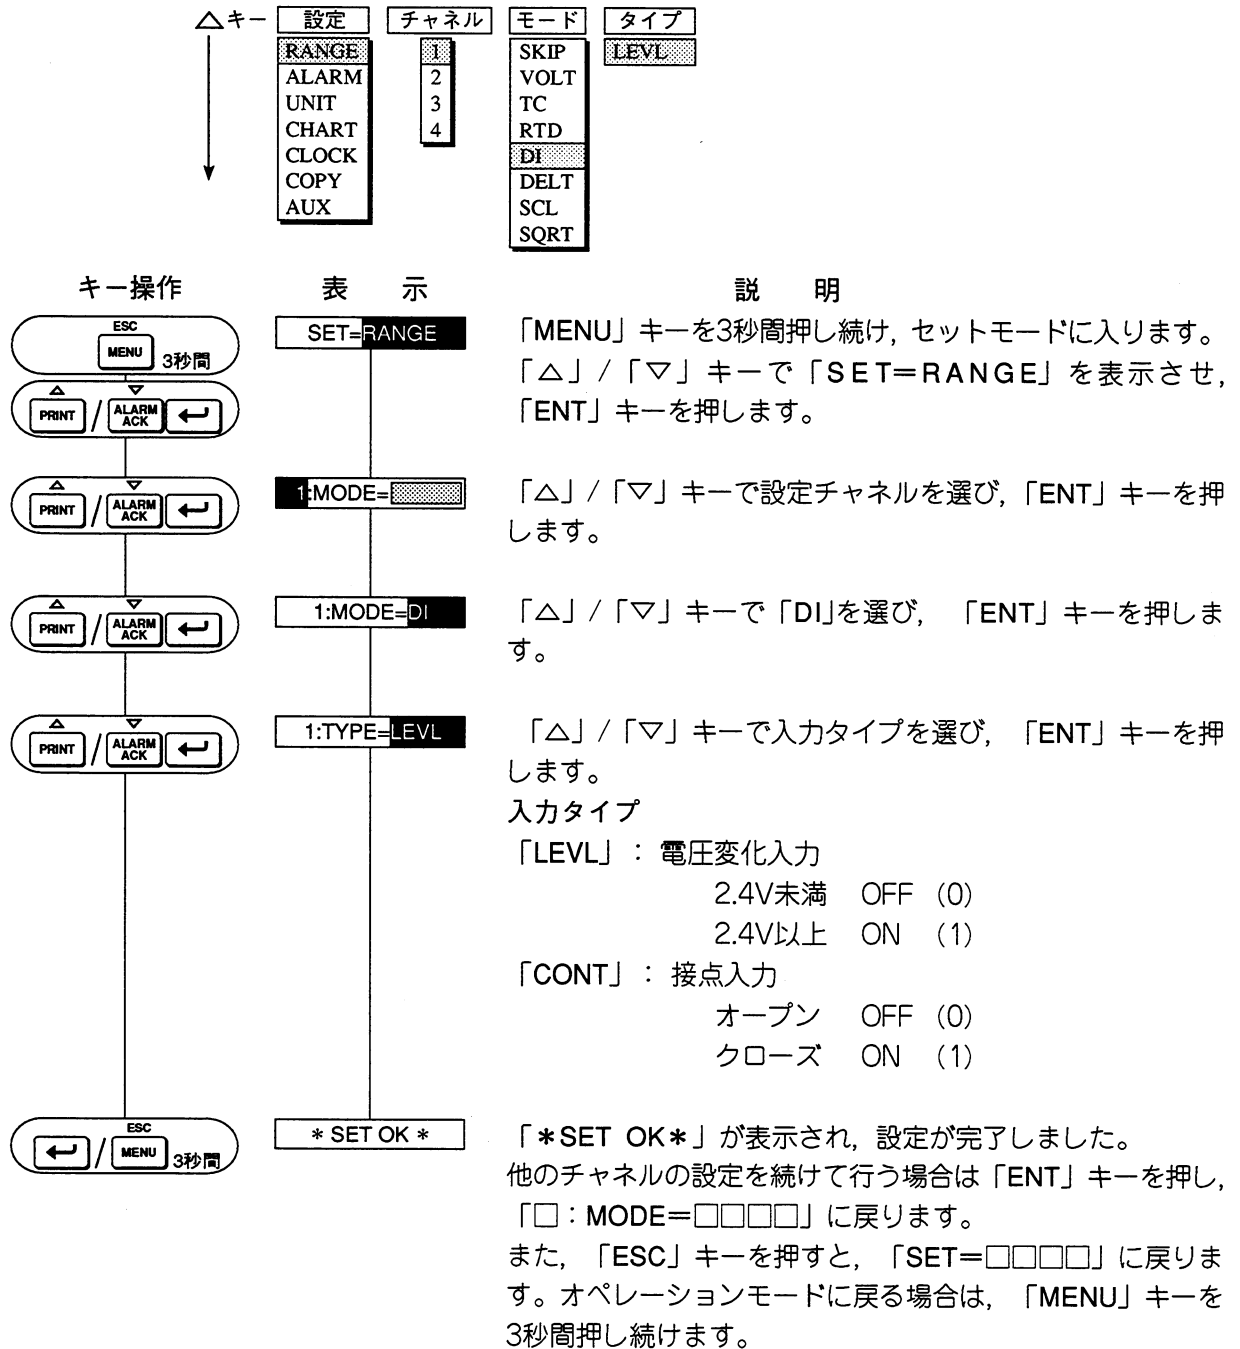 △キー 設定 チャネル モード タイプ
RANGE 1 SKIP LEVL
ALARM 2 VOLT
UNIT 3 TC
CHART 4 RTD
CLOCK DI
COPY DELT
AUX SCL
SQRT
キー操作 表 示 説 明
ESC
MENU 3秒間
SET=RANGE
「MENU」キーを3秒間押し続け,セットモードに入ります。
「△」/「▽」キーで「SET=RANGE」を表示させ,
「ENT」キーを押します。
△ ▽
PRINT / ALARM ACK ↵
△ ▽
PRINT / ALARM ACK ↵
1:MODE=
「△」/「▽」キーで設定チャネルを選び,「ENT」キーを押
します。
△ ▽
PRINT / ALARM ACK ↵
1:MODE=DI
「△」/「▽」キーで「DI」を選び, 「ENT」キーを押しま
す。
△ ▽
PRINT / ALARM ACK ↵
1:TYPE=LEVL
「△」/「▽」キーで入力タイプを選び, 「ENT」キーを押
します。
入力タイプ
「LEVL」: 電圧変化入力
2.4V未満 OFF (0)
2.4V以上 ON (1)
「CONT」: 接点入力
オープン OFF (0)
クローズ ON (1)
ESC
↵ / MENU 3秒間
* SET OK *
「*SET OK*」が表示され,設定が完了しました。
他のチャネルの設定を続けて行う場合は「ENT」キーを押し,
「□:MODE=□□□□」に戻ります。
また, 「ESC」キーを押すと, 「SET=□□□□」に戻りま
す。オペレーションモードに戻る場合は, 「MENU」キーを
3秒間押し続けます。